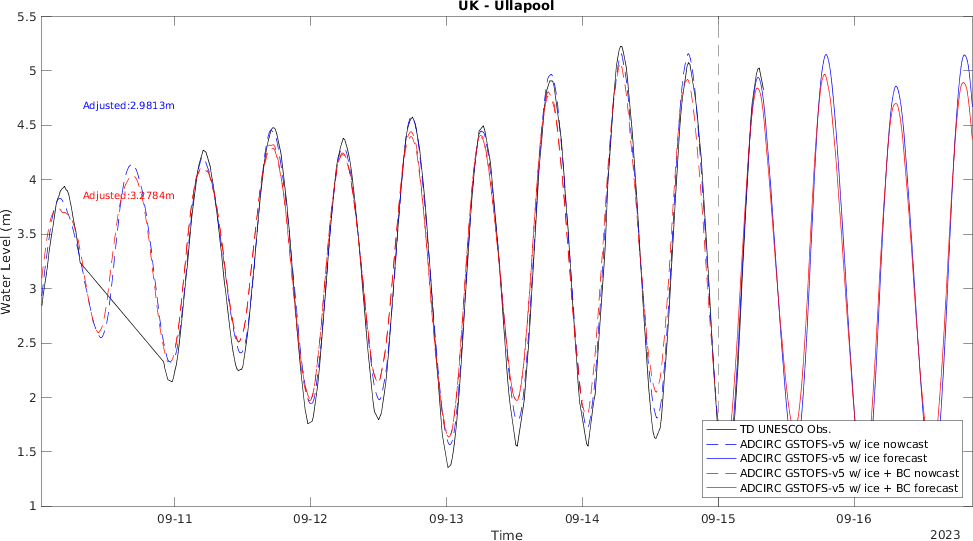 UK - Ullapool
5.5
5
4.5
4
3.5
3
2.5
2
1.5
1
Water Level (m)
Adjusted:2.9813m
Adjusted:3.2784m
TD UNESCO Obs.
ADCIRC GSTOFS-v5 w/ ice nowcast
ADCIRC GSTOFS-v5 w/ ice forecast
ADCIRC GSTOFS-v5 w/ ice + BC nowcast
ADCIRC GSTOFS-v5 w/ ice + BC forecast
09-11 09-12 09-13 09-14 09-15 09-16
Time
2023